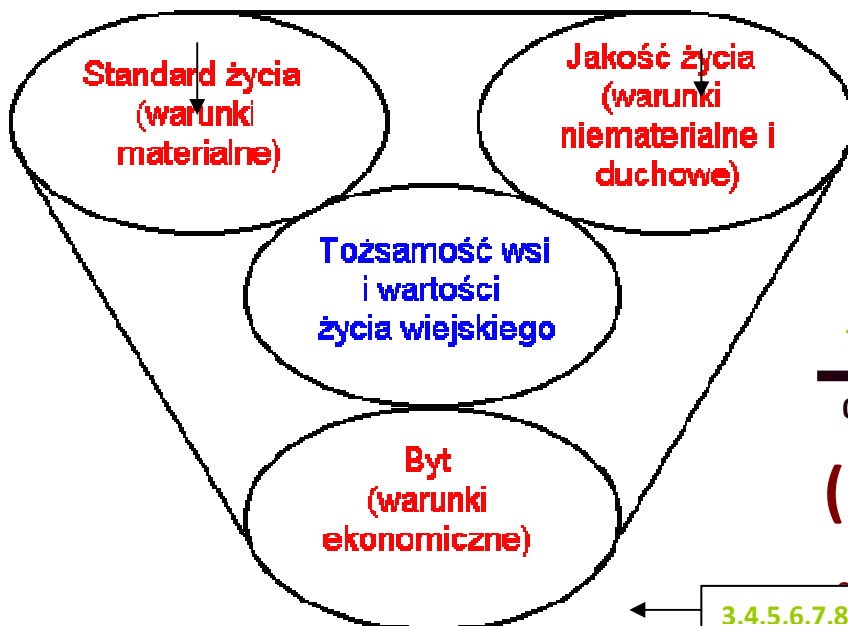 Standard życia
(warunki
materialne)
Jakość życia
(warunki
niematerialne i
duchowe)
Tożsamość wsi
i wartości
życia wiejskiego
Byt
(warunki
ekonomiczne)
(
3.4.5.6.7.8